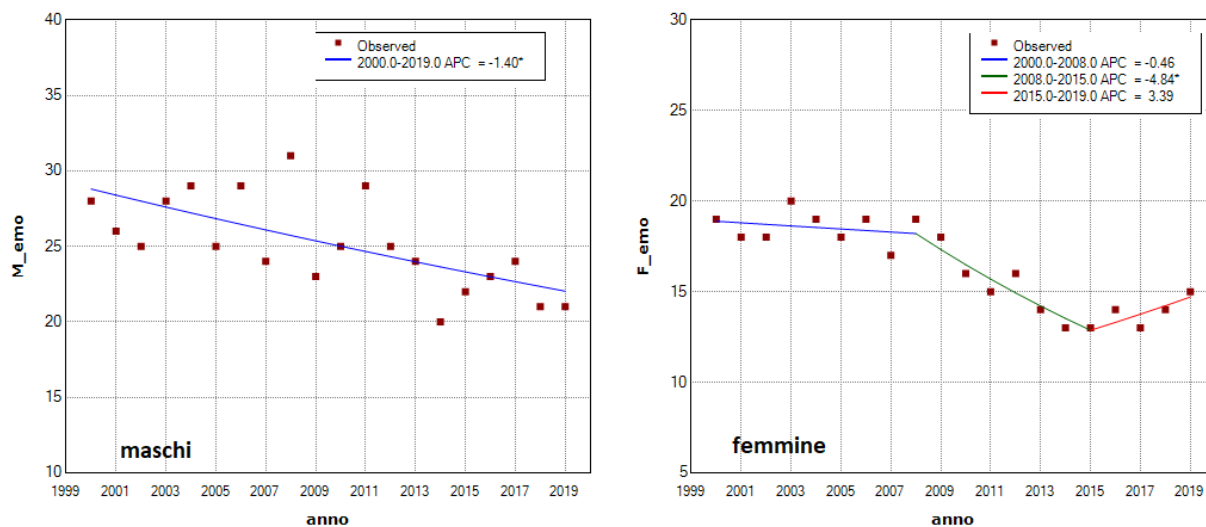 40
35
30
25
20
15
10
M_emo
Observed
2000.0-2019.0 APC = -1.40*
maschi
1999 2001 2003 2005 2007 2009 2011 2013 2015 2017 2019
anno
30
25
20
15
10
5
F_emo
Observed
2000.0-2008.0 APC = -0.46
2008.0-2015.0 APC = -4.84*
2015.0-2019.0 APC = 3.39
femmine
1999 2001 2003 2005 2007 2009 2011 2013 2015 2017 2019
anno